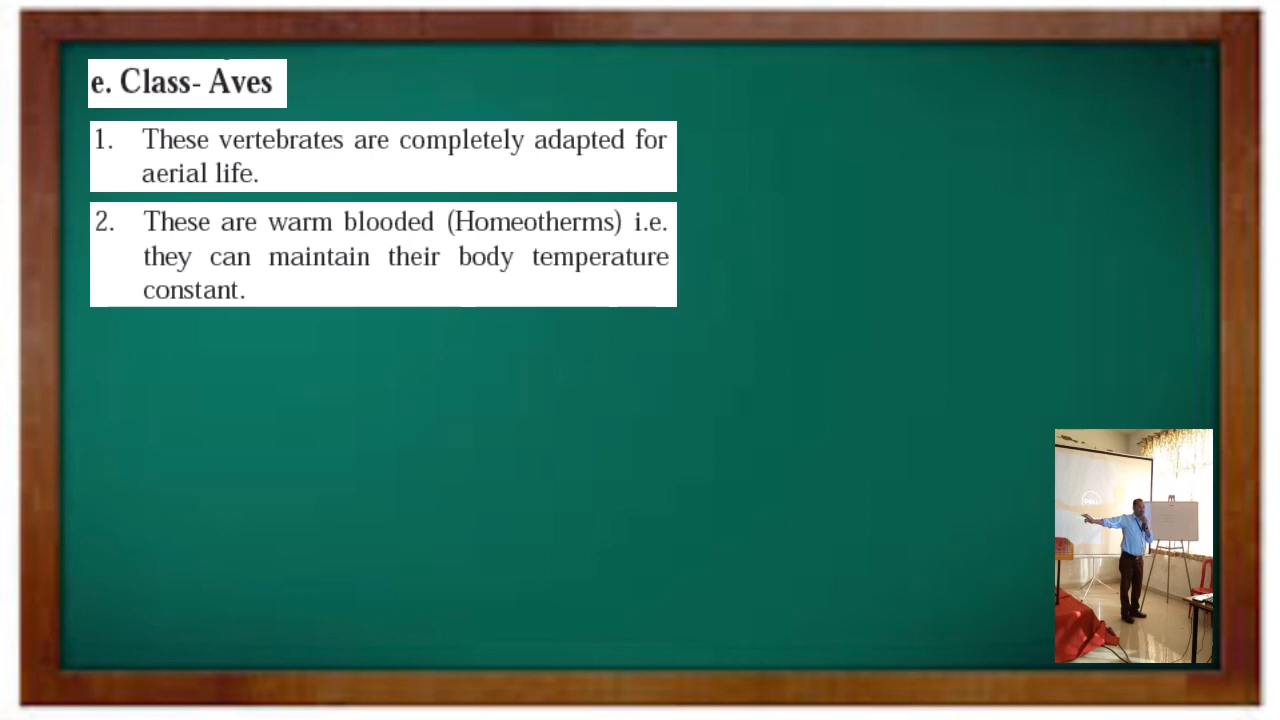 e. Class- Aves
1. These vertebrates are completely adapted for
aerial life.
2. These are warm blooded (Homeotherms) i.e.
they can maintain their body temperature
constant.